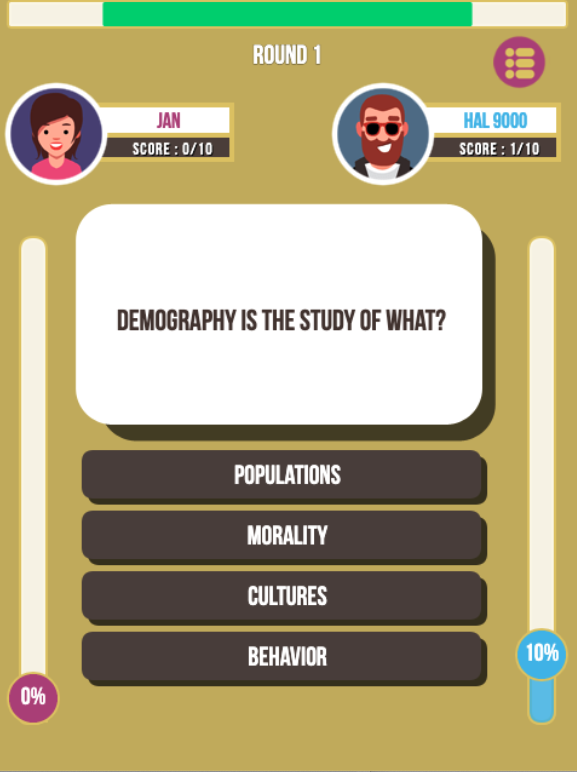 ROUND 1
JAN
SCORE : 0/10
HAL 9000
SCORE : 1/10
DEMOGRAPHY IS THE STUDY OF WHAT?
POPULATIONS
MORALITY
CULTURES
BEHAVIOR
0%
10%